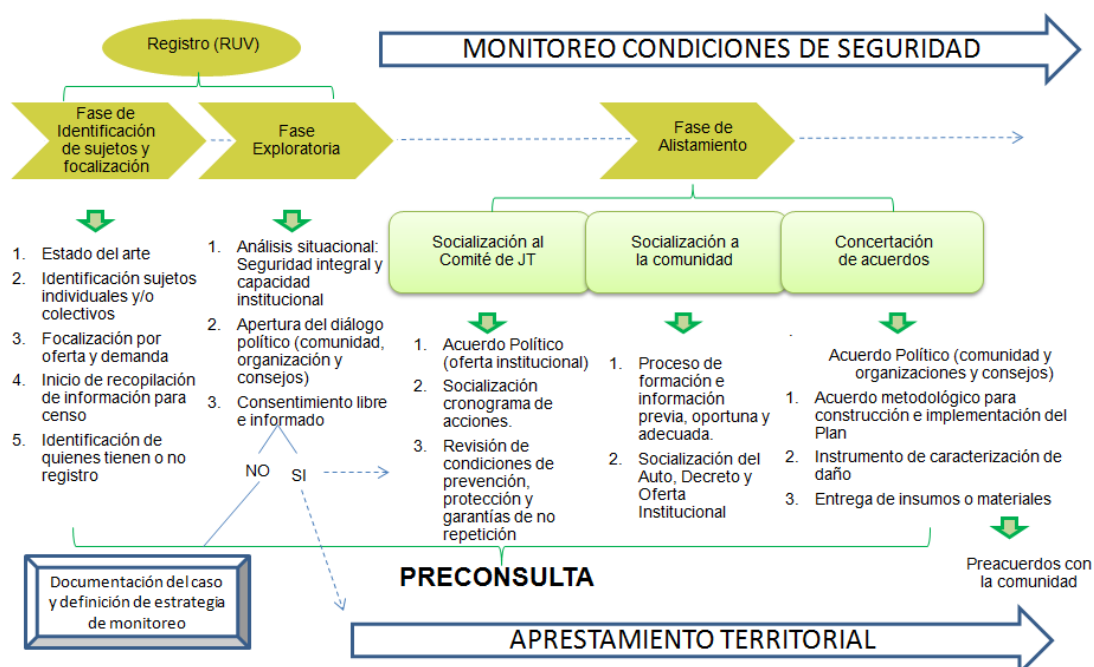 Registro (RUV)
MONITOREO CONDICIONES DE SEGURIDAD
Fase de
Identificación
de sujetos y
focalización
Fase
Exploratoria
Fase de
Alistamiento
1. Estado del arte
2. Identificación sujetos
individuales y/o
colectivos
3. Focalización por
oferta y demanda
4. Inicio de recopilación
de información para
censo
5. Identificación de
quienes tienen o no
registro
1. Análisis situacional:
Seguridad integral y
capacidad
institucional
2. Apertura del diálogo
político (comunidad,
organización y
consejos)
3. Consentimiento libre
e informado
NO
SI
Socialización al
Comité de JT
Socialización a
la comunidad
Concertación
de acuerdos
1. Acuerdo Político
(oferta institucional)
2. Socialización
cronograma de
acciones.
3. Revisión de
condiciones de
prevención,
protección y
garantías de no
repetición
1. Proceso de
formación e
información
previa, oportuna y
adecuada.
2. Socialización del
Auto, Decreto y
Oferta
Institucional
.
Acuerdo Político (comunidad y
organizaciones y consejos)
1. Acuerdo metodológico para
construcción e implementación del
Plan
2. Instrumento de caracterización de
daño
3. Entrega de insumos o materiales
Preacuerdos con
la comunidad
PRECONSULTA
Documentación del caso
y definición de estrategia
de monitoreo
APRESTAMIENTO TERRITORIAL